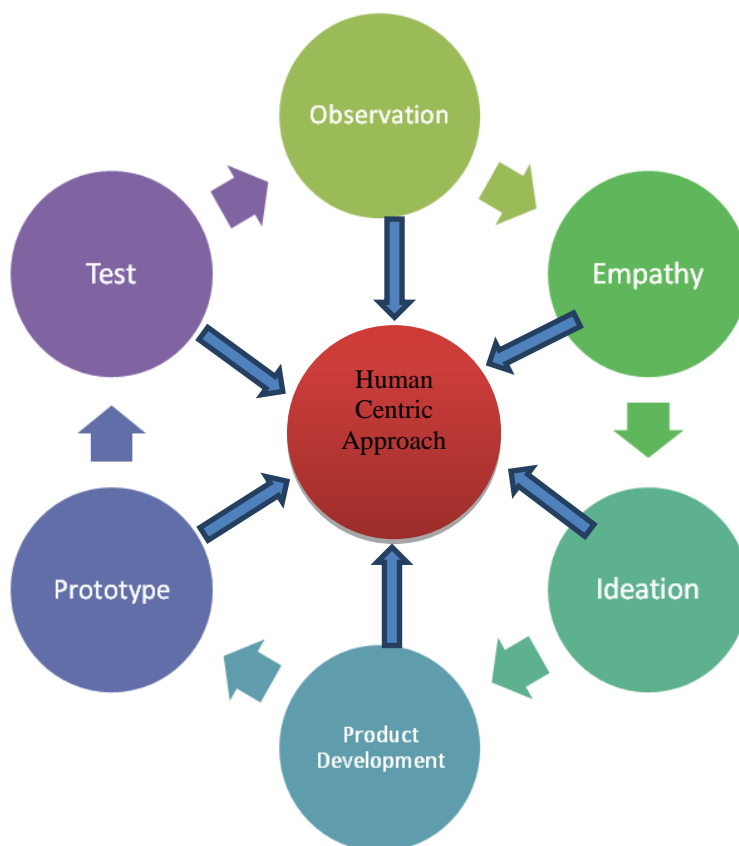 Observation
Empathy
Ideation
Product
Development
Prototype
Test
Human
Centric
Approach